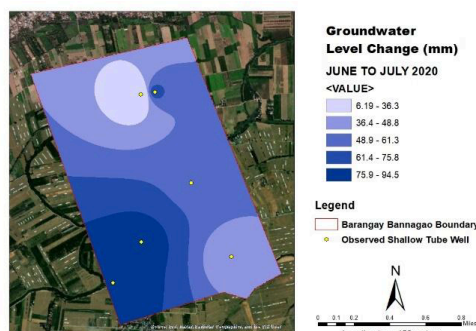 Groundwater
Level Change (mm)
JUNE TO JULY 2020
<VALUE>
6.19 - 36.3
36.4 - 48.8
48.9 - 61.3
61.4 - 75.8
75.9 - 94.5
Legend
Barangay Bannagao Boundary
Observed Shallow Tube Well
N
0 0.1 0.2 0.4 0.6 0.8
Miles